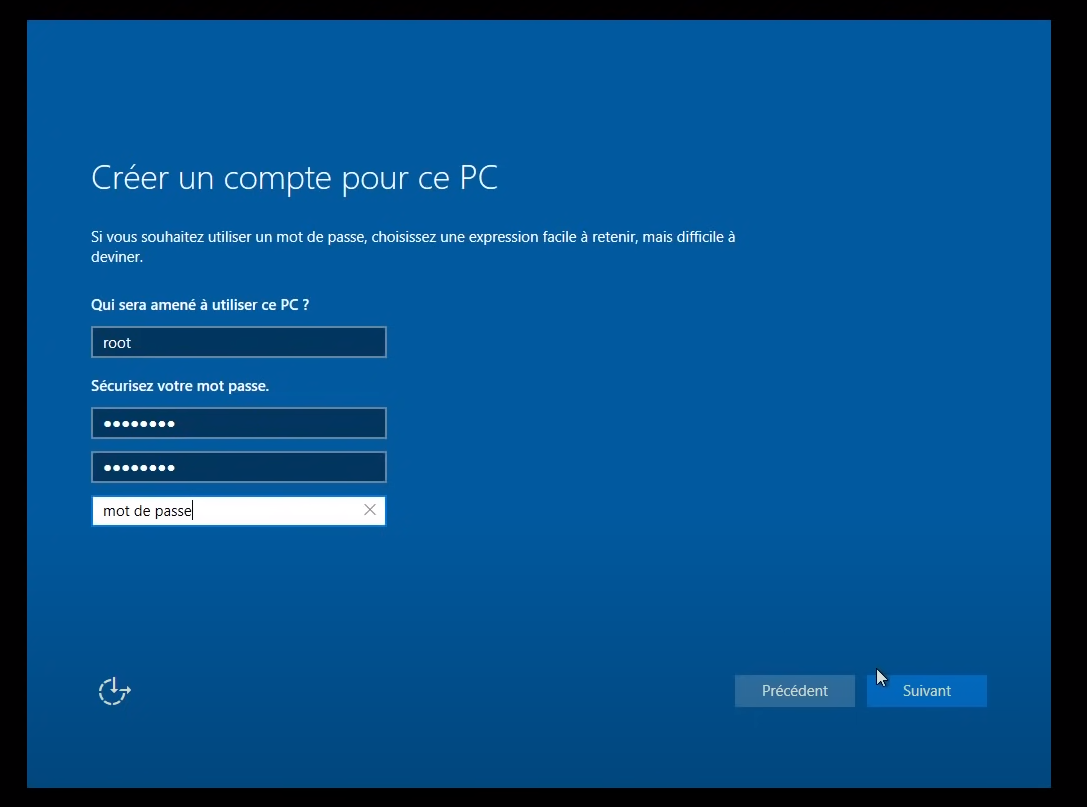 Créer un compte pour ce PC
Si vous souhaitez utiliser un mot de passe, choisissez une expression facile à retenir, mais difficile à
deviner.
Qui sera amené à utiliser ce PC ?
root
Sécurisez votre mot passe.
●●●●●●●●
●●●●●●●●
mot de passe
Précédent Suivant